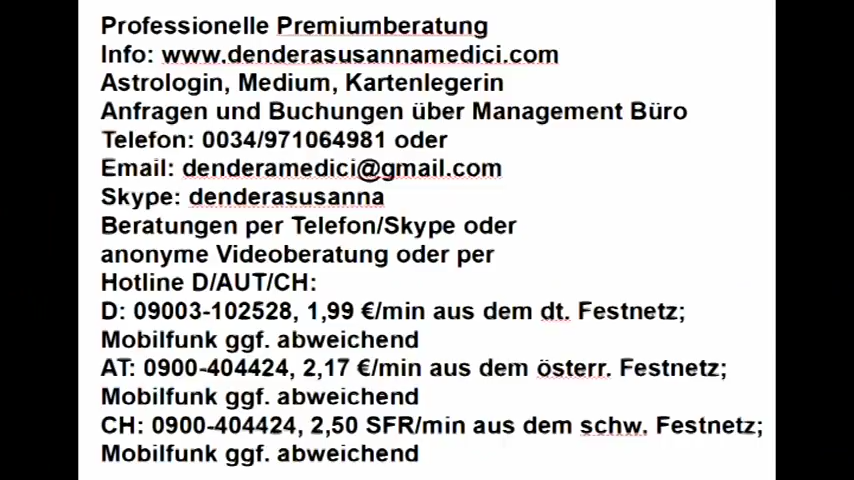 Professionelle Premiumberatung
Info: www.denderasusannamedici.com
Astrologin, Medium, Kartenlegerin
Anfragen und Buchungen über Management Büro
Telefon: 0034/971064981 oder
Email: denderamedici@gmail.com
Skype: denderasusanna
Beratungen per Telefon/Skype oder
anonyme Videoberatung oder per
Hotline D/AUT/CH:
D: 09003-102528, 1,99 €/min aus dem dt. Festnetz;
Mobilfunk ggf. abweichend
AT: 0900-404424, 2,17 €/min aus dem österr. Festnetz;
Mobilfunk ggf. abweichend
CH: 0900-404424, 2,50 SFR/min aus dem schw. Festnetz;
Mobilfunk ggf. abweichend